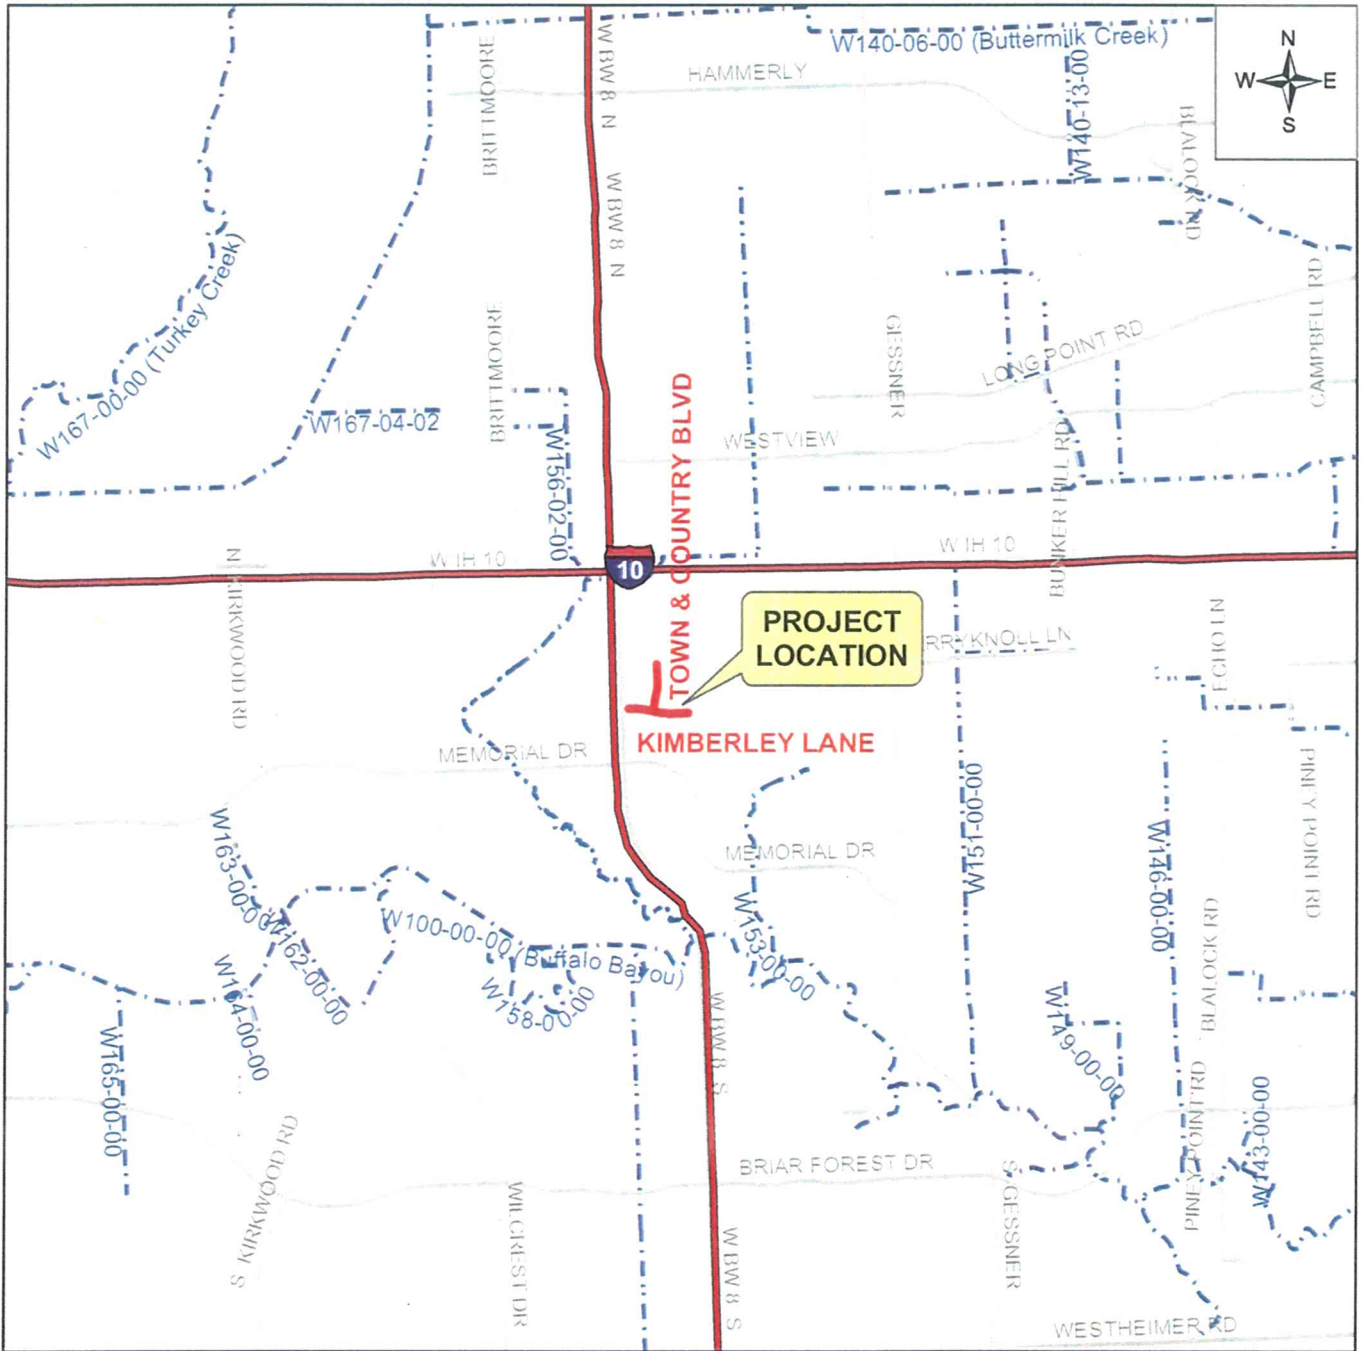 W140-06-00 (Buttermilk Creek)
N
W E
S
HAMMERLY
BRITTMOORE
W BW 8 N
W140-13-00
BLALOCK RD
W BW 8 N
W167-00-00 (Turkey Creek)
BRITTMOORE
GESSNER
LONG POINT RD
CAMPBELL RD
W167-04-02
W156-02-00
TOWN & COUNTRY BLVD
WESTVIEW
BUNKER HILL RD
W IH 10
10
W IH 10
N KIRKWOOD RD
PROJECT
LOCATION
RRYKNOLL LN
ECHO LN
KIMBERLEY LANE
MEMORIAL DR
PINEY POINT RD
W163-00-00
MEMORIAL DR
W151-00-00
W146-00-00
W162-00-00
W100-00-00 (Buffalo Bayou)
W153-00-00
BLALOCK RD
W164-00-00
W158-00-00
W BW 8 S
W149-00-00
W165-00-00
PINEY POINT RD
W143-00-00
S KIRKWOOD RD
WILCREST DR
BRIAR FOREST DR
S GESSNER
W BW 8 S
WESTHEIMER RD